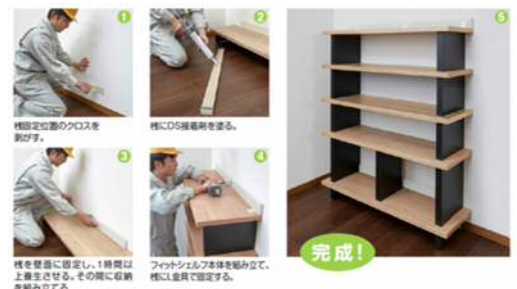 1
桟固定位置のクロスを
剥がす。
2
桟にDS接着剤を塗る。
3
桟を壁面に固定し、1時間以
上養生させる。その間に収納
を組み立てる。
4
フィットシェルフ本体を組み立て、
桟にL金具で固定する。
5
完成!